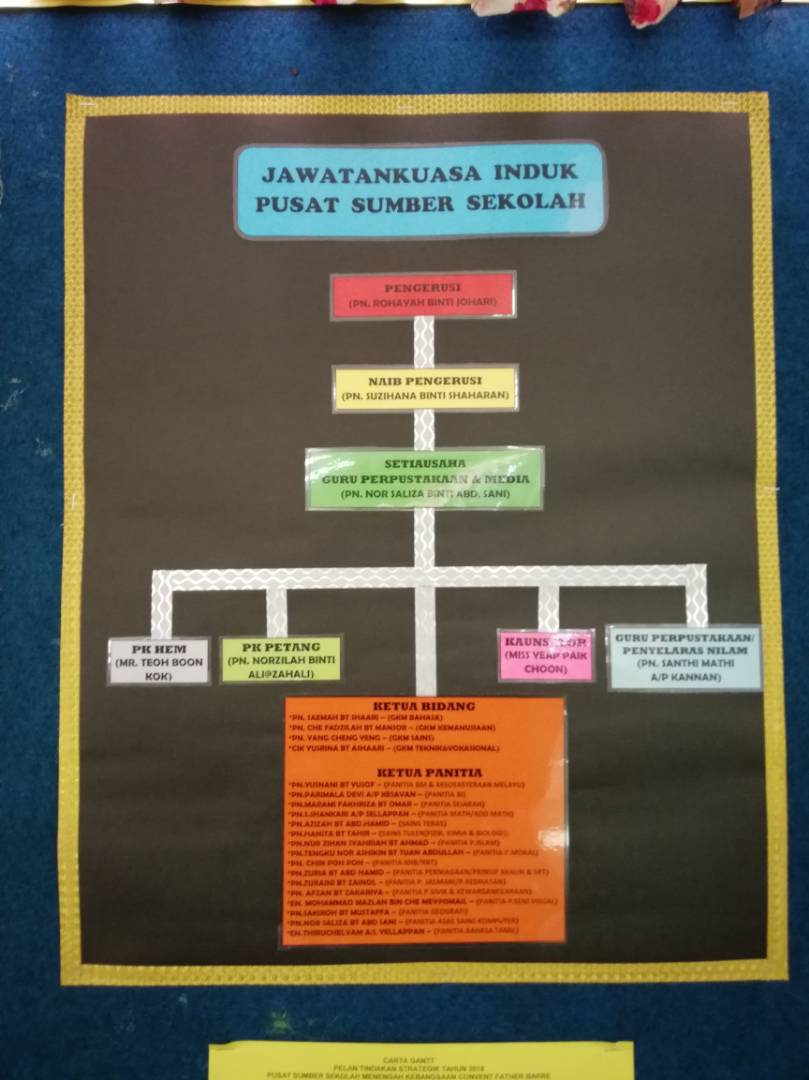 JAWATANKUASA INDUK
PUSAT SUMBER SEKOLAH
PENGERUSI
(PN. ROHAYAH BINTI JOHARI)
NAIB PENGERUSI
(PN. SUZIHANA BINTI SHAHARAN)
SETIAUSAHA
GURU PERPUSTAKAAN & MEDIA
(PN. NOR SALIZA BINTI ABD. SANI)
PK HEM
(MR. TEOH BOON
KOK)
PK PETANG
(PN. NORZILAH BINTI
ALI@ZAHALI)
KAUNSELOR
(MISS YEAP PAIK
CHOON)
GURU PERPUSTAKAAN/
PENYELARAS NILAM
(PN. SANTHI MATHI
A/P KANNAN)
KETUA BIDANG
*PN. SAEMAH BT SHAARI – (GKM BAHASA)
*PN. CHE FADZILAH BT MANSOR – (GKM KEMANUSIAAN)
*PN. YANG CHENG YENG – (GKM SAINS)
*CIK YUSRINA BT ASHAARI – (GKM TEKNIK&VOKASIONAL)
KETUA PANITIA
*PN.YUSNANI BT YUSOF – (PANITIA BM & KESUSASTERAAN MELAYU)
*PN.PARIMALA DEVI A/P KESAVAN – (PANITIA BI)
*PN.MARANI FAKHRIZA BT OMAR – (PANITIA SEJARAH)
*PN.S.SHANKARI A/P SELLAPPAN – (PANITIA MATH/ADD MATH)
*PN.AZIZAH BT ABD.HAMID – (SAINS TERAS)
*PN.HANITA BT TAHIR – (SAINS TULEN(FIZIK, KIMIA & BIOLOGI)
*PN.NUR ZIHAN SYAHIRAH BT AHMAD – (PANITIA P.ISLAM)
*PN.TENGKU NOR ASHIKIN BT TUAN ABDULLAH – (PANITIA P.MORAL)
*PN. CHIN POH POH – (PANITIA KHB/RBT)
*PN.ZURIA BT ABD HAMID – (PANITIA PERNIAGAAN/PRINSIP AKAUN & SRT)
*PN.ZURAINI BT ZAINOL – (PANITIA P. JASMANI/P.KESIHATAN)
*PN. AFZAN BT ZAKARIYA – (PANITIA P.SIVIK & KEWARGANEGARAAN)
*EN. MOHAMMAD MAZLAN BIN CHE – (PANITIA P.SENI VISUAL)
*PN.SAKIROH BT MUSTAFFA – (PANITIA GEOGRAFI)
*PN.NOR SALIZA BT ABD SANI – (PANITIA ASAS SAINS KOMPUTER)
*EN.THIRUCHELVAM A/L VELLAPPAN – (PANITIA BAHASA TAMIL)
CARTA GANTT
PELAN TINDAKAN STRATEGIK TAHUN 2018
PUSAT SUMBER SEKOLAH MENENGAH KEBANGSAAN CONVENT FATHER BARRE